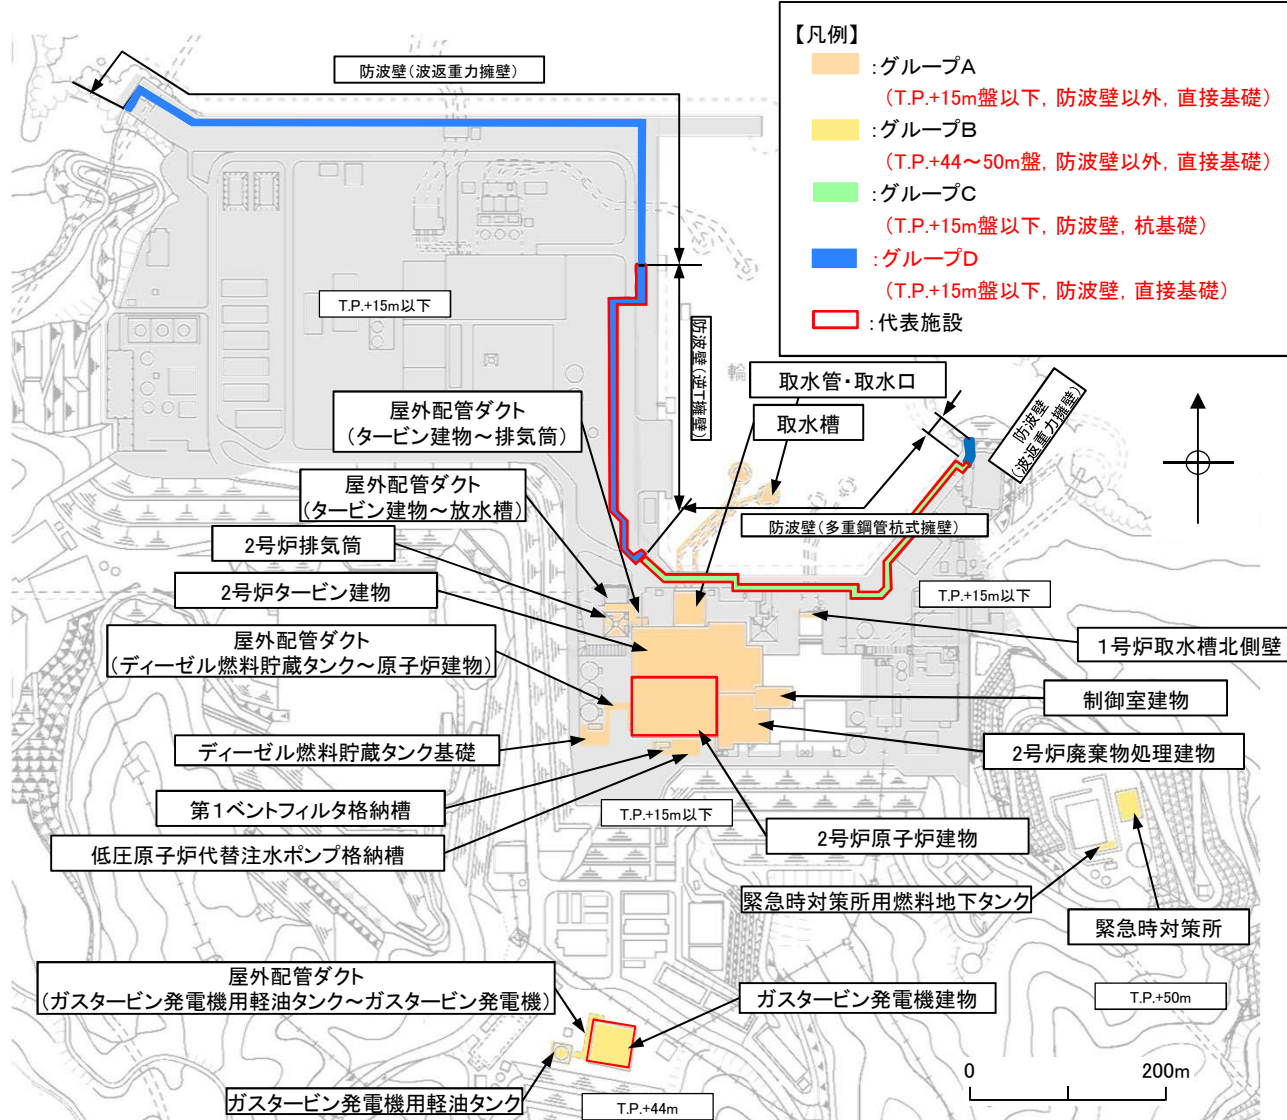 【凡例】
:グループA
(T.P.+15m盤以下, 防波壁以外, 直接基礎)
:グループB
(T.P.+44～50m盤, 防波壁以外, 直接基礎)
:グループC
(T.P.+15m盤以下, 防波壁, 杭基礎)
:グループD
(T.P.+15m盤以下, 防波壁, 直接基礎)
:代表施設
防波壁(波返重力擁壁)
T.P.+15m以下
防波壁(逆T擁壁)
輪
取水管・取水口
取水槽
防波壁
(波返重力擁壁)
屋外配管ダクト
(タービン建物～排気筒)
屋外配管ダクト
(タービン建物～放水槽)
防波壁(多重鋼管杭式擁壁)
2号炉排気筒
2号炉タービン建物
T.P.+15m以下
屋外配管ダクト
(ディーゼル燃料貯蔵タンク～原子炉建物)
1号炉取水槽北側壁
制御室建物
ディーゼル燃料貯蔵タンク基礎
2号炉廃棄物処理建物
第1ベントフィルタ格納槽
T.P.+15m以下
2号炉原子炉建物
低圧原子炉代替注水ポンプ格納槽
緊急時対策所用燃料地下タンク
緊急時対策所
屋外配管ダクト
(ガスタービン発電機用軽油タンク～ガスタービン発電機)
ガスタービン発電機建物
T.P.+50m
ガスタービン発電機用軽油タンク
T.P.+44m
0
200m